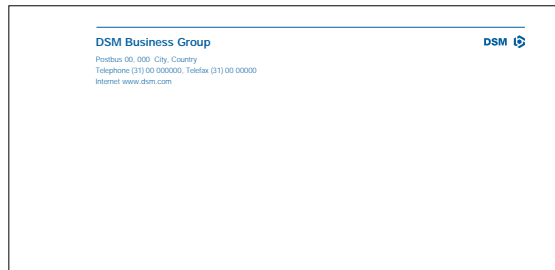 DSM Business Group
DSM
Postbus 00, 000 City, Country
Telephone (31) 00 000000, Telefax (31) 00 00000
Internet www.dsm.com